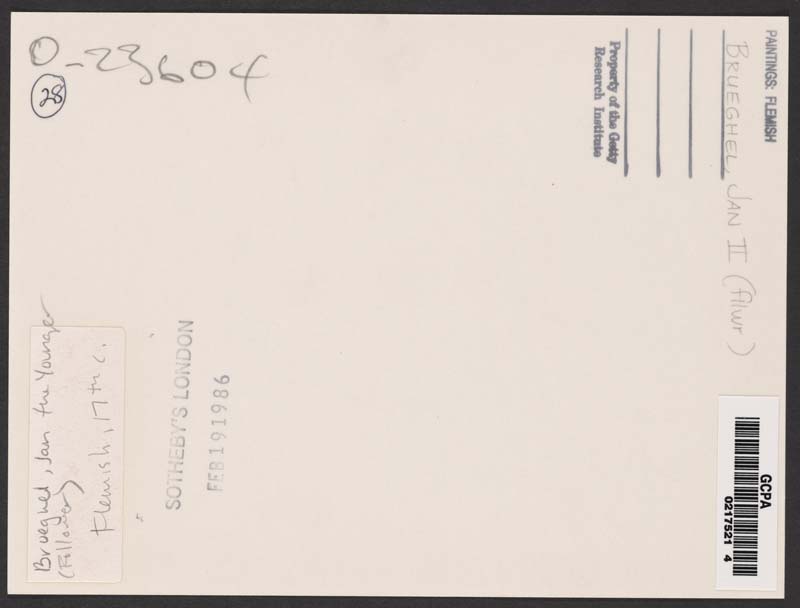 O-23604
28
PAINTINGS: FLEMISH
BRUEGHEL, JAN II (fllwr.)
Property of the Getty
Research Institute
Brueghel, Jan the Younger
(Follower)
Flemish, 17th c.
SOTHEBY'S LONDON
FEB 19 1986
GCPA
0217521 4